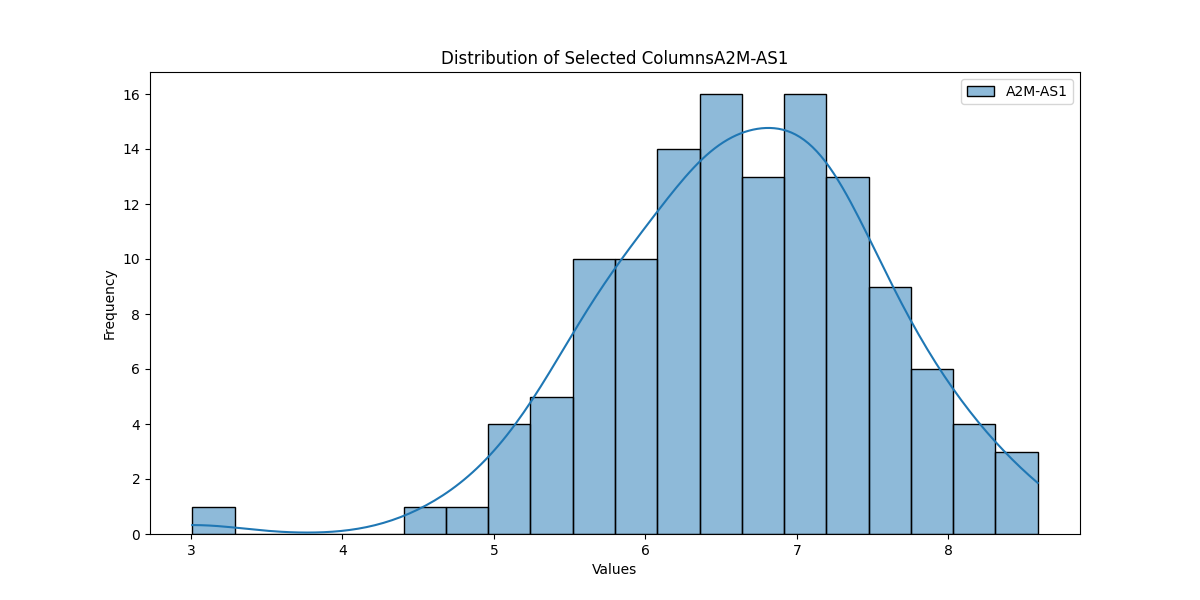 Distribution of Selected ColumnsA2M-AS1
A2M-AS1
Frequency
16
14
12
10
8
6
4
2
0
3 4 5 6 7 8
Values